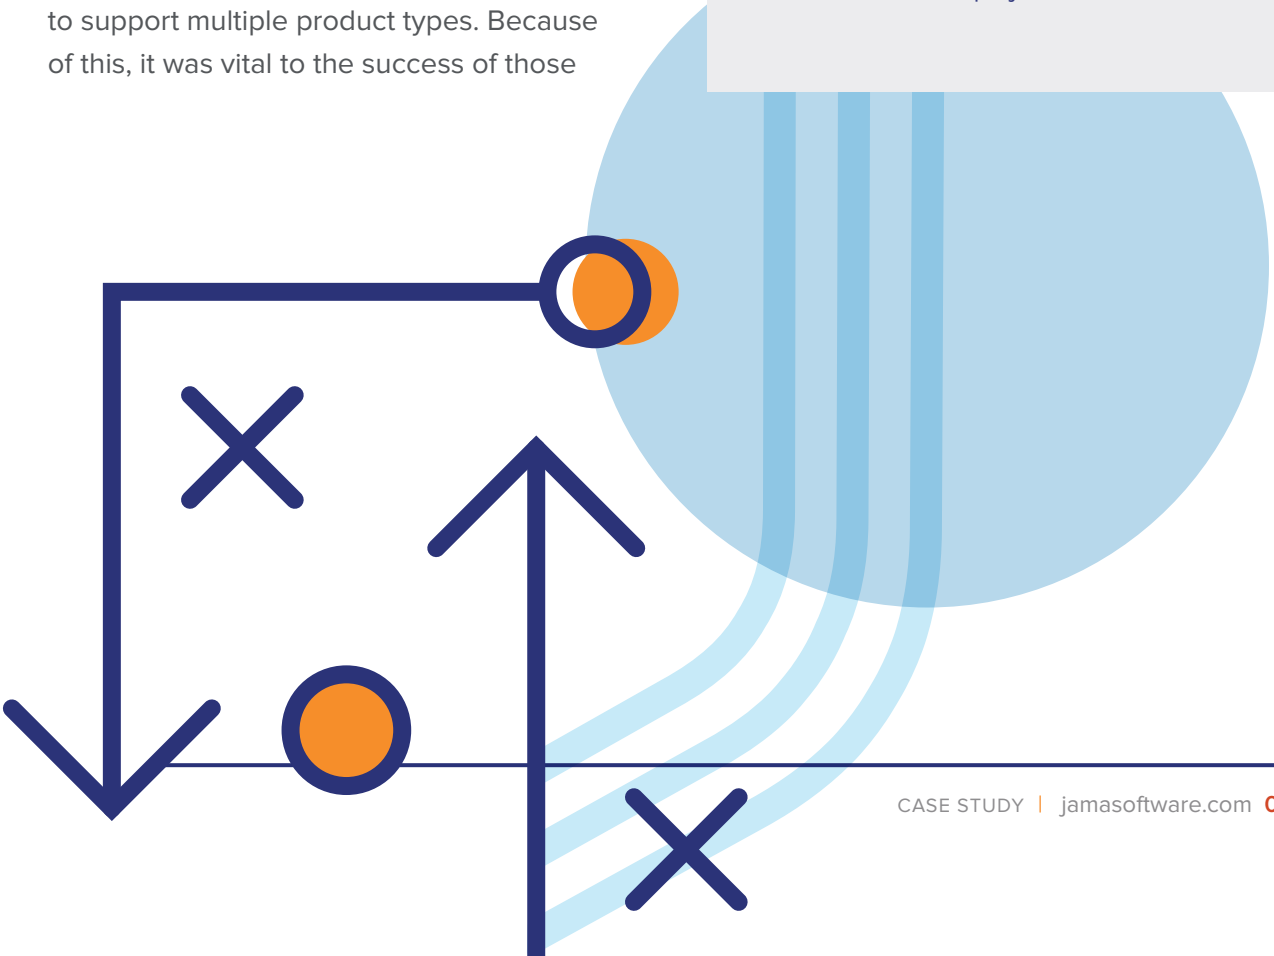 to support multiple product types. Because
of this, it was vital to the success of those
CASE STUDY | jamasoftware.com